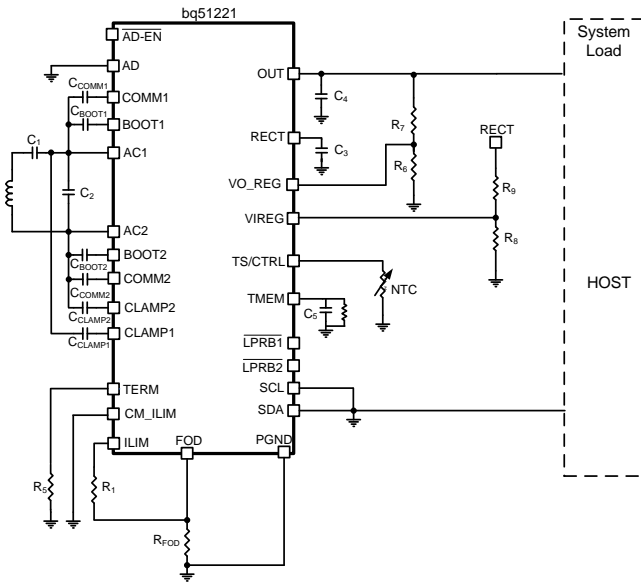 bq51221
AD-EN
AD
CCOMM1
COMM1
CBOOT1
BOOT1
C1
AC1
C2
AC2
BOOT2
CBOOT2
COMM2
CCOMM2
CLAMP2
CCLAMP2
CLAMP1
CCLAMP1
TERM
CM_ILIM
ILIM
FOD
PGND
R5
R1
RFOD
OUT
C4
R7
RECT
C3
R6
VO_REG
RECT
R9
VIREG
R8
TS/CTRL
NTC
TMEM
C5
LPRB1
LPRB2
SCL
SDA
System
Load
HOST